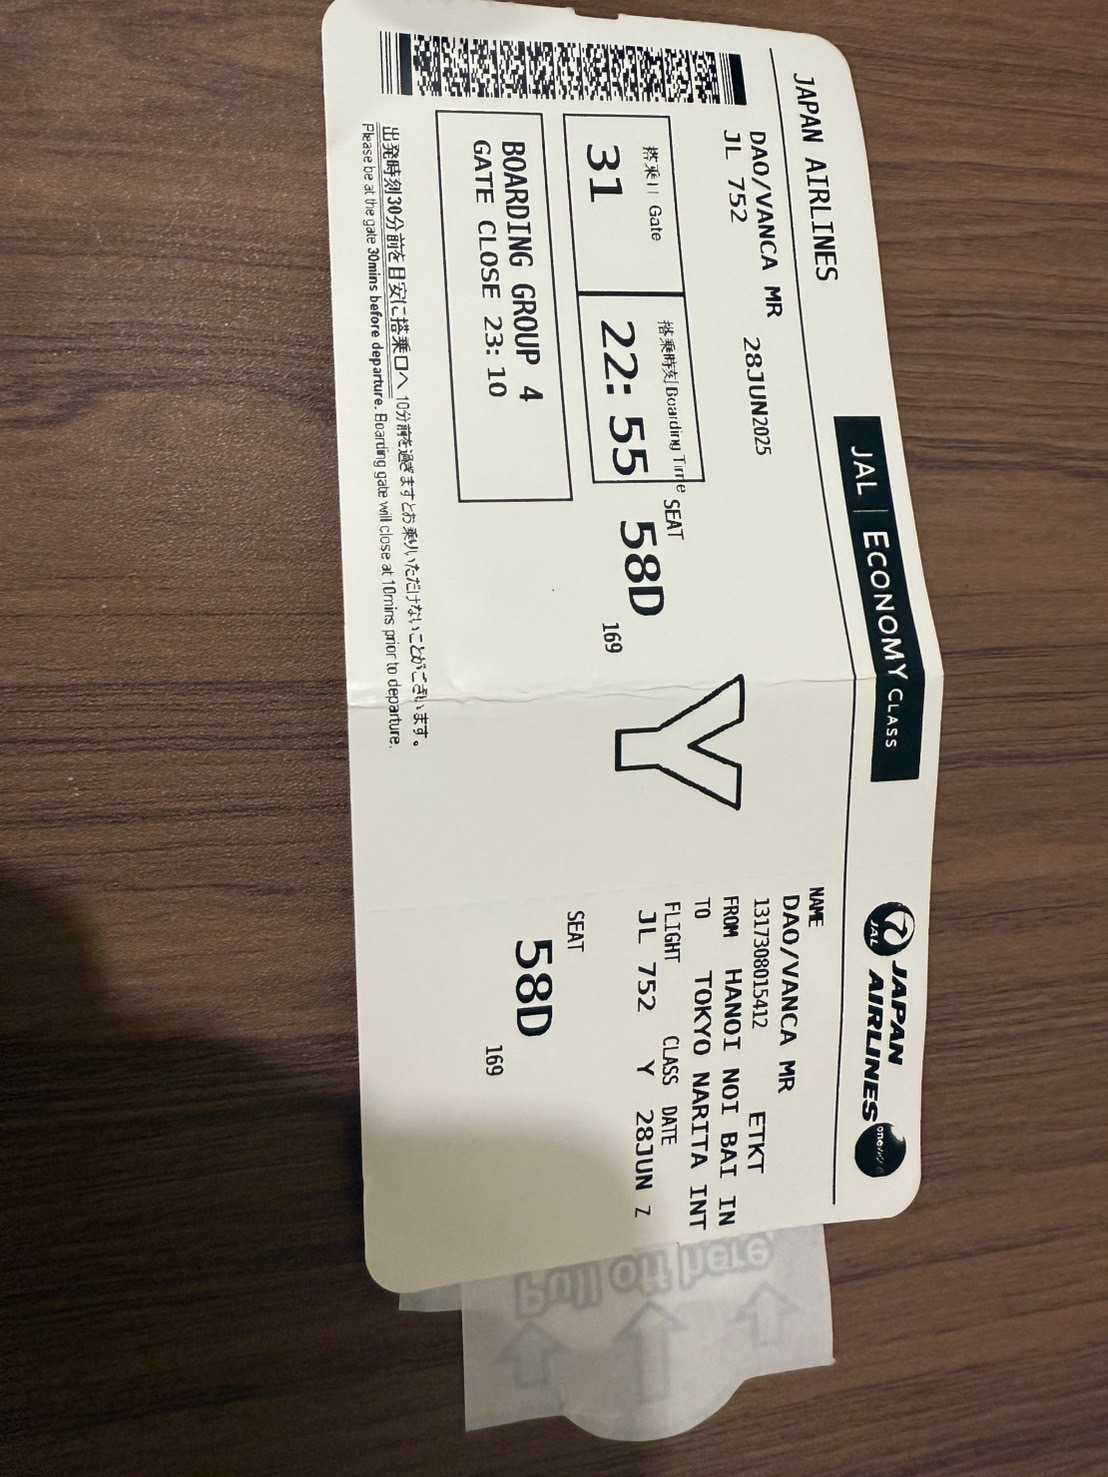 JAPAN AIRLINES
JAL | ECONOMY CLASS
JAL JAPAN AIRLINES
DAO/VANCA MR 28JUN2025
JL 752
搭乗口 Gate
31
搭乗時刻 Boarding Time
22:55
SEAT
58D
169
Y
BOARDING GROUP 4
GATE CLOSE 23:10
出発時刻30分前を目安に搭乗口へ 10分前を過ぎますとお乗りいただけないことがございます。
Please be at the gate 30mins before departure. Boarding gate will close at 10mins prior to departure.
NAME
DAO/VANCA MR
1317308015412 ETKT
FROM HANOI NOI BAI IN
TO TOKYO NARITA INT
FLIGHT CLASS DATE
JL 752 Y 28JUN Z
SEAT
58D
169
Pull off here